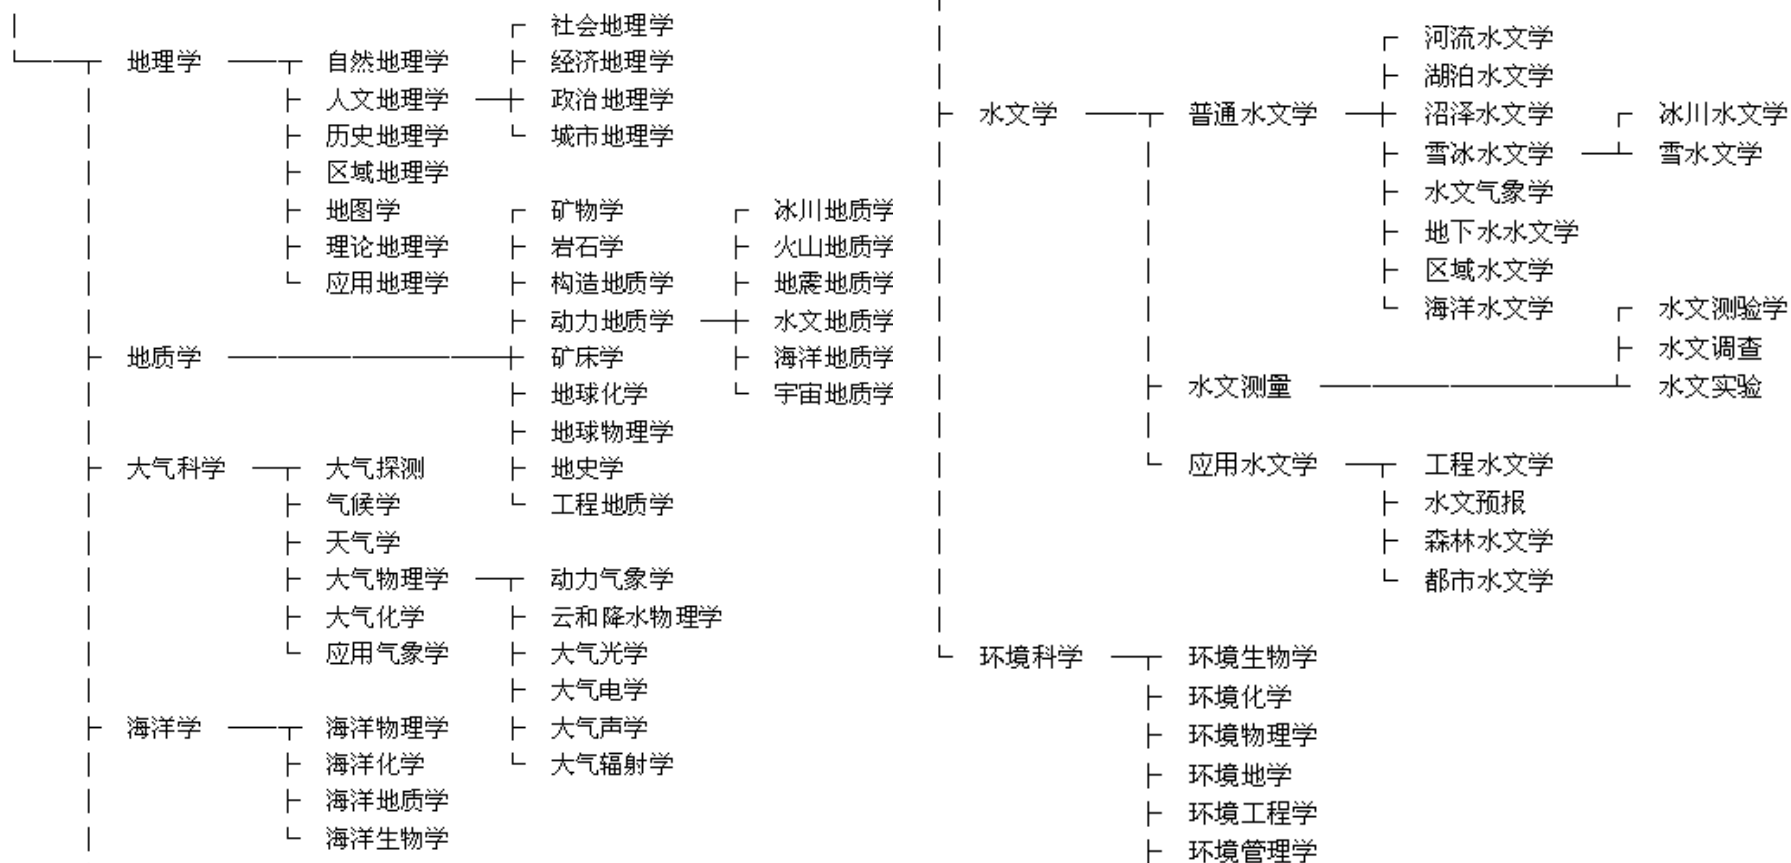 社会地理学
地理学 自然地理学 经济地理学
人文地理学 政治地理学
历史地理学 城市地理学
区域地理学
地图学 矿物学 冰川地质学
理论地理学 岩石学 火山地质学
应用地理学 构造地质学 地震地质学
动力地质学 水文地质学
地质学 矿床学 海洋地质学
地球化学 宇宙地质学
地球物理学
大气科学 大气探测 地史学
气候学 工程地质学
天气学
大气物理学 动力气象学
大气化学 云和降水物理学
应用气象学 大气光学
大气电学
海洋学 海洋物理学 大气声学
海洋化学 大气辐射学
海洋地质学
海洋生物学
河流水文学
湖泊水文学
水文学 普通水文学 沼泽水文学 冰川水文学
雪冰水文学 雪水文学
水文气象学
地下水水文学
区域水文学
海洋水文学 水文测验学
水文调查
水文测量 水文实验
应用水文学 工程水文学
水文预报
森林水文学
都市水文学
环境科学 环境生物学
环境化学
环境物理学
环境地学
环境工程学
环境管理学